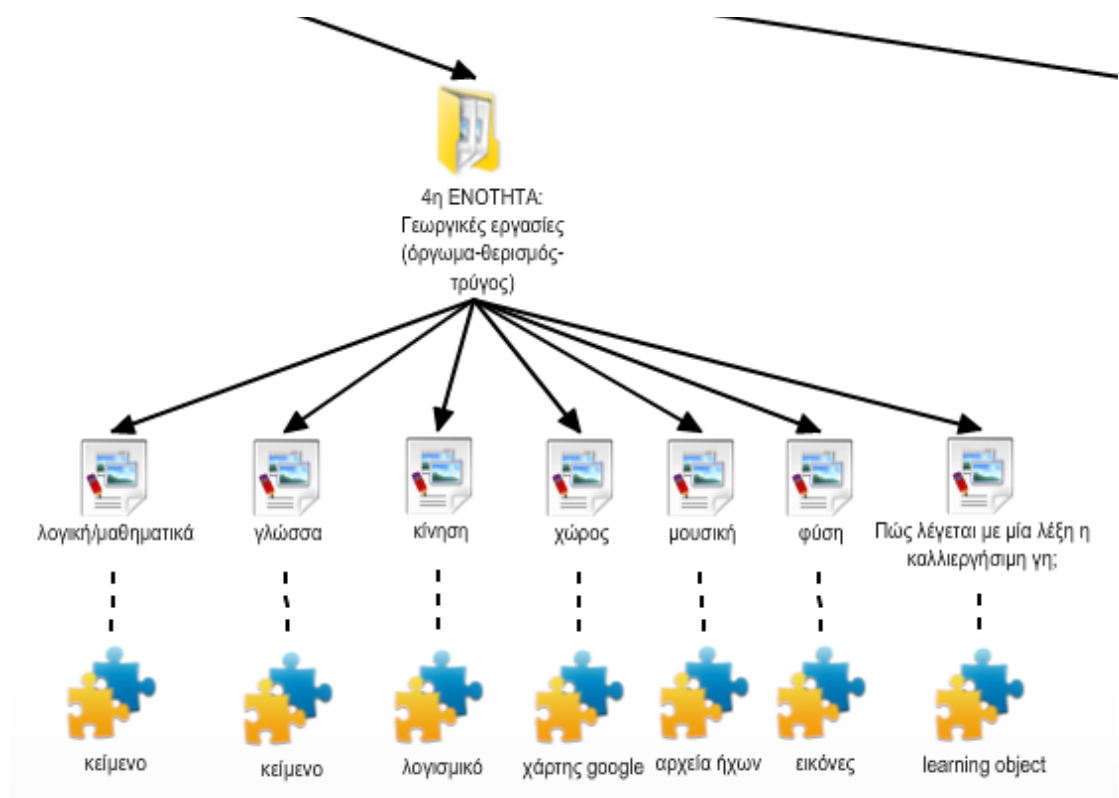 4η ΕΝΟΤΗΤΑ:
Γεωργικές εργασίες
(όργωμα-θερισμός-
τρύγος)
λογική/μαθηματικά
γλώσσα
κίνηση
χώρος
μουσική
φύση
Πώς λέγεται με μία λέξη η
καλλιεργήσιμη γη;
κείμενο
κείμενο
λογισμικό
χάρτης google
αρχεία ήχων
εικόνες
learning object